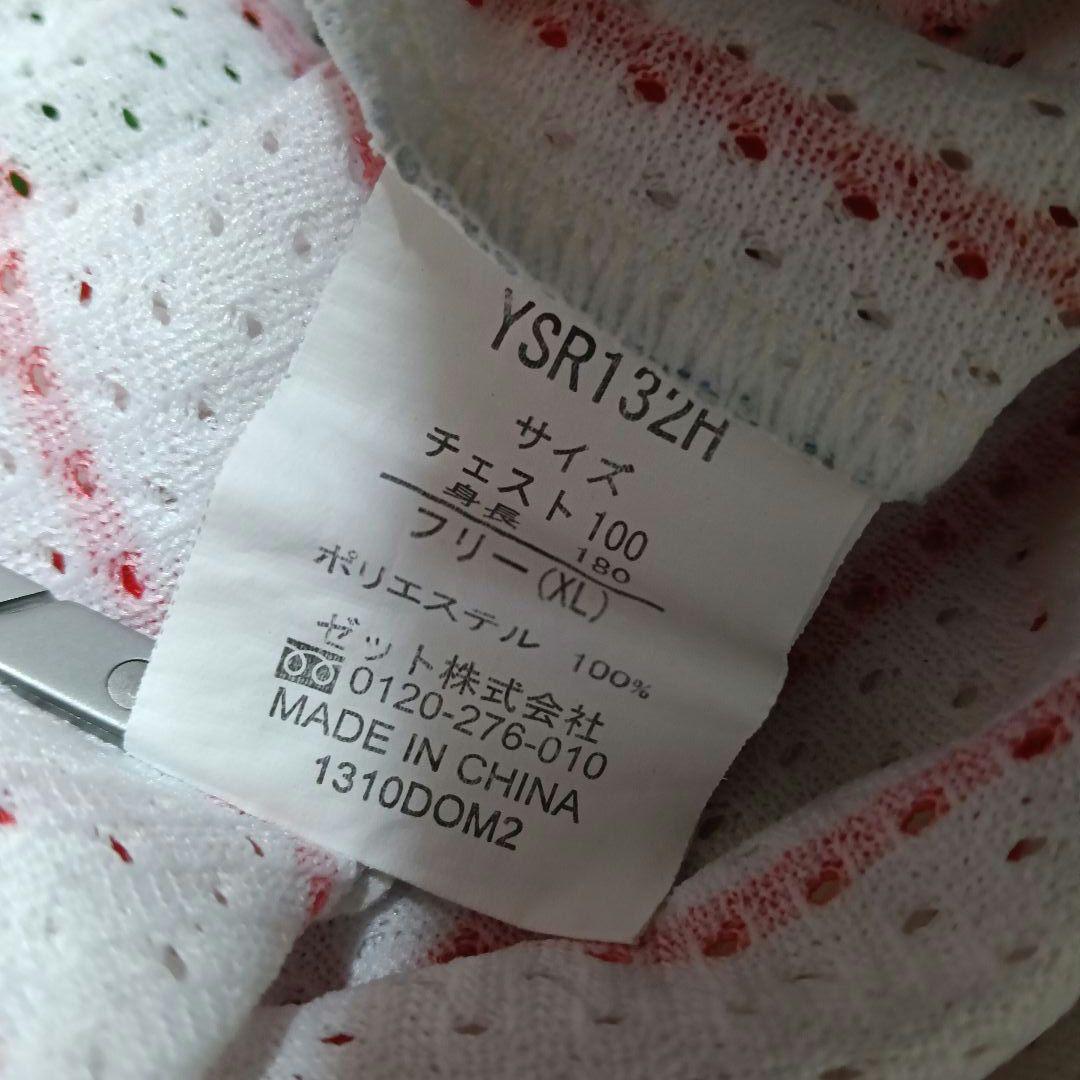 YSR132H
サイズ
チェスト 100
身長 180
フリー(XL)
ポリエステル 100%
ゼット株式会社
0120-276-010
MADE IN CHINA
1310DOM2